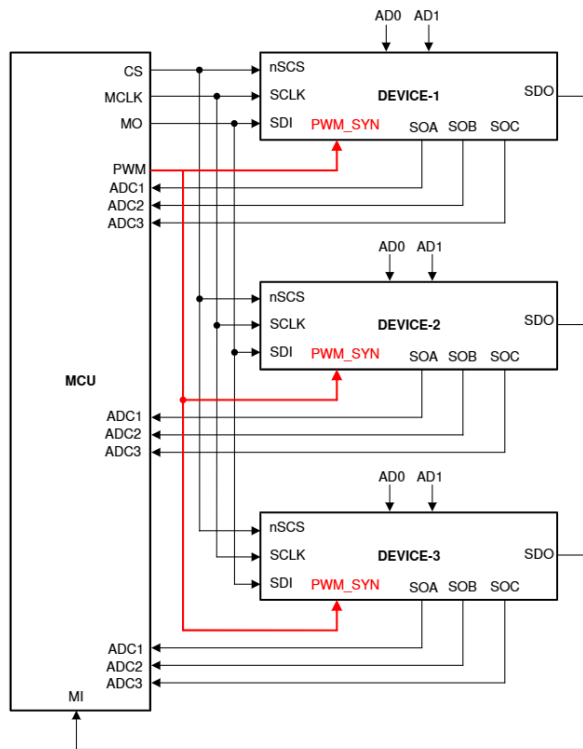 AD0 AD1
CS nSCS
MCLK SCLK DEVICE-1 SDO
MO SDI PWM_SYN SOA SOB SOC
PWM
ADC1
ADC2
ADC3
AD0 AD1
nSCS
SCLK DEVICE-2 SDO
SDI PWM_SYN SOA SOB SOC
MCU
ADC1
ADC2
ADC3
AD0 AD1
nSCS
SCLK DEVICE-3 SDO
SDI PWM_SYN SOA SOB SOC
ADC1
ADC2
ADC3
MI